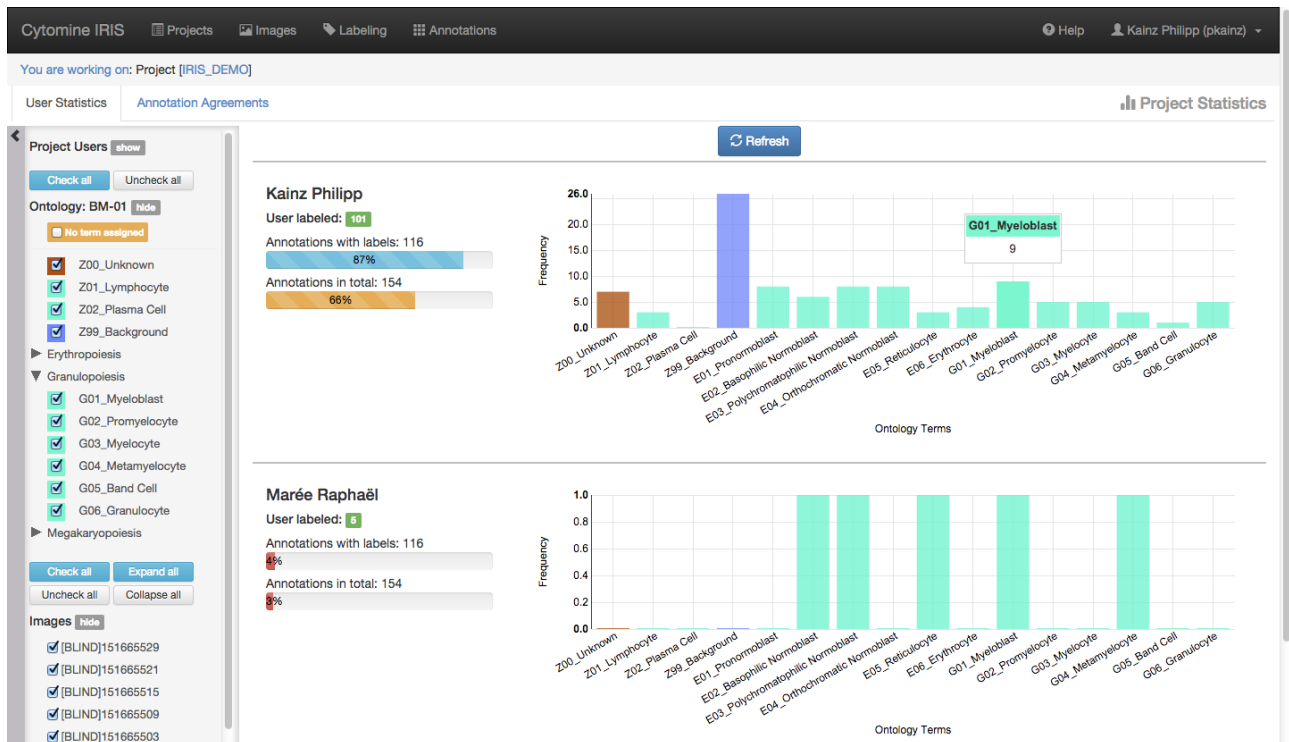 Cytomine IRIS Projects Images Labeling Annotations Help Kainz Philipp (pkainz)
You are working on: Project [IRIS_DEMO]
User Statistics Annotation Agreements Project Statistics
Project Users show
Check all Uncheck all
Ontology: BM-01 hide
No term assigned
Z00_Unknown
Z01_Lymphocyte
Z02_Plasma Cell
Z99_Background
Erythropoiesis
Granulopoiesis
G01_Myeloblast
G02_Promyelocyte
G03_Myelocyte
G04_Metamyelocyte
G05_Band Cell
G06_Granulocyte
Megakaryopoiesis
Check all Expand all
Uncheck all Collapse all
Images hide
[BLIND]151665529
[BLIND]151665521
[BLIND]151665515
[BLIND]151665509
[BLIND]151665503
Refresh
Kainz Philipp
User labeled: 101
Annotations with labels: 116
87%
Annotations in total: 154
66%
Frequency
26.0
20.0
15.0
10.0
5.0
0.0
G01_Myeloblast
9
Z00_Unknown
Z01_Lymphocyte
Z02_Plasma Cell
Z99_Background
E01_Pronormoblast
E02_Basophilic Normoblast
E03_Polychromatophilic Normoblast
E04_Orthochromatic Normoblast
E05_Reticulocyte
E06_Erythrocyte
G01_Myeloblast
G02_Promyelocyte
G03_Myelocyte
G04_Metamyelocyte
G05_Band Cell
G06_Granulocyte
Ontology Terms
Marée Raphaël
User labeled: 5
Annotations with labels: 116
4%
Annotations in total: 154
3%
Frequency
1.0
0.8
0.6
0.4
0.2
0.0
Z00_Unknown
Z01_Lymphocyte
Z02_Plasma Cell
Z99_Background
E01_Pronormoblast
E02_Basophilic Normoblast
E03_Polychromatophilic Normoblast
E04_Orthochromatic Normoblast
E05_Reticulocyte
E06_Erythrocyte
G01_Myeloblast
G02_Promyelocyte
G03_Myelocyte
G04_Metamyelocyte
G05_Band Cell
G06_Granulocyte
Ontology Terms